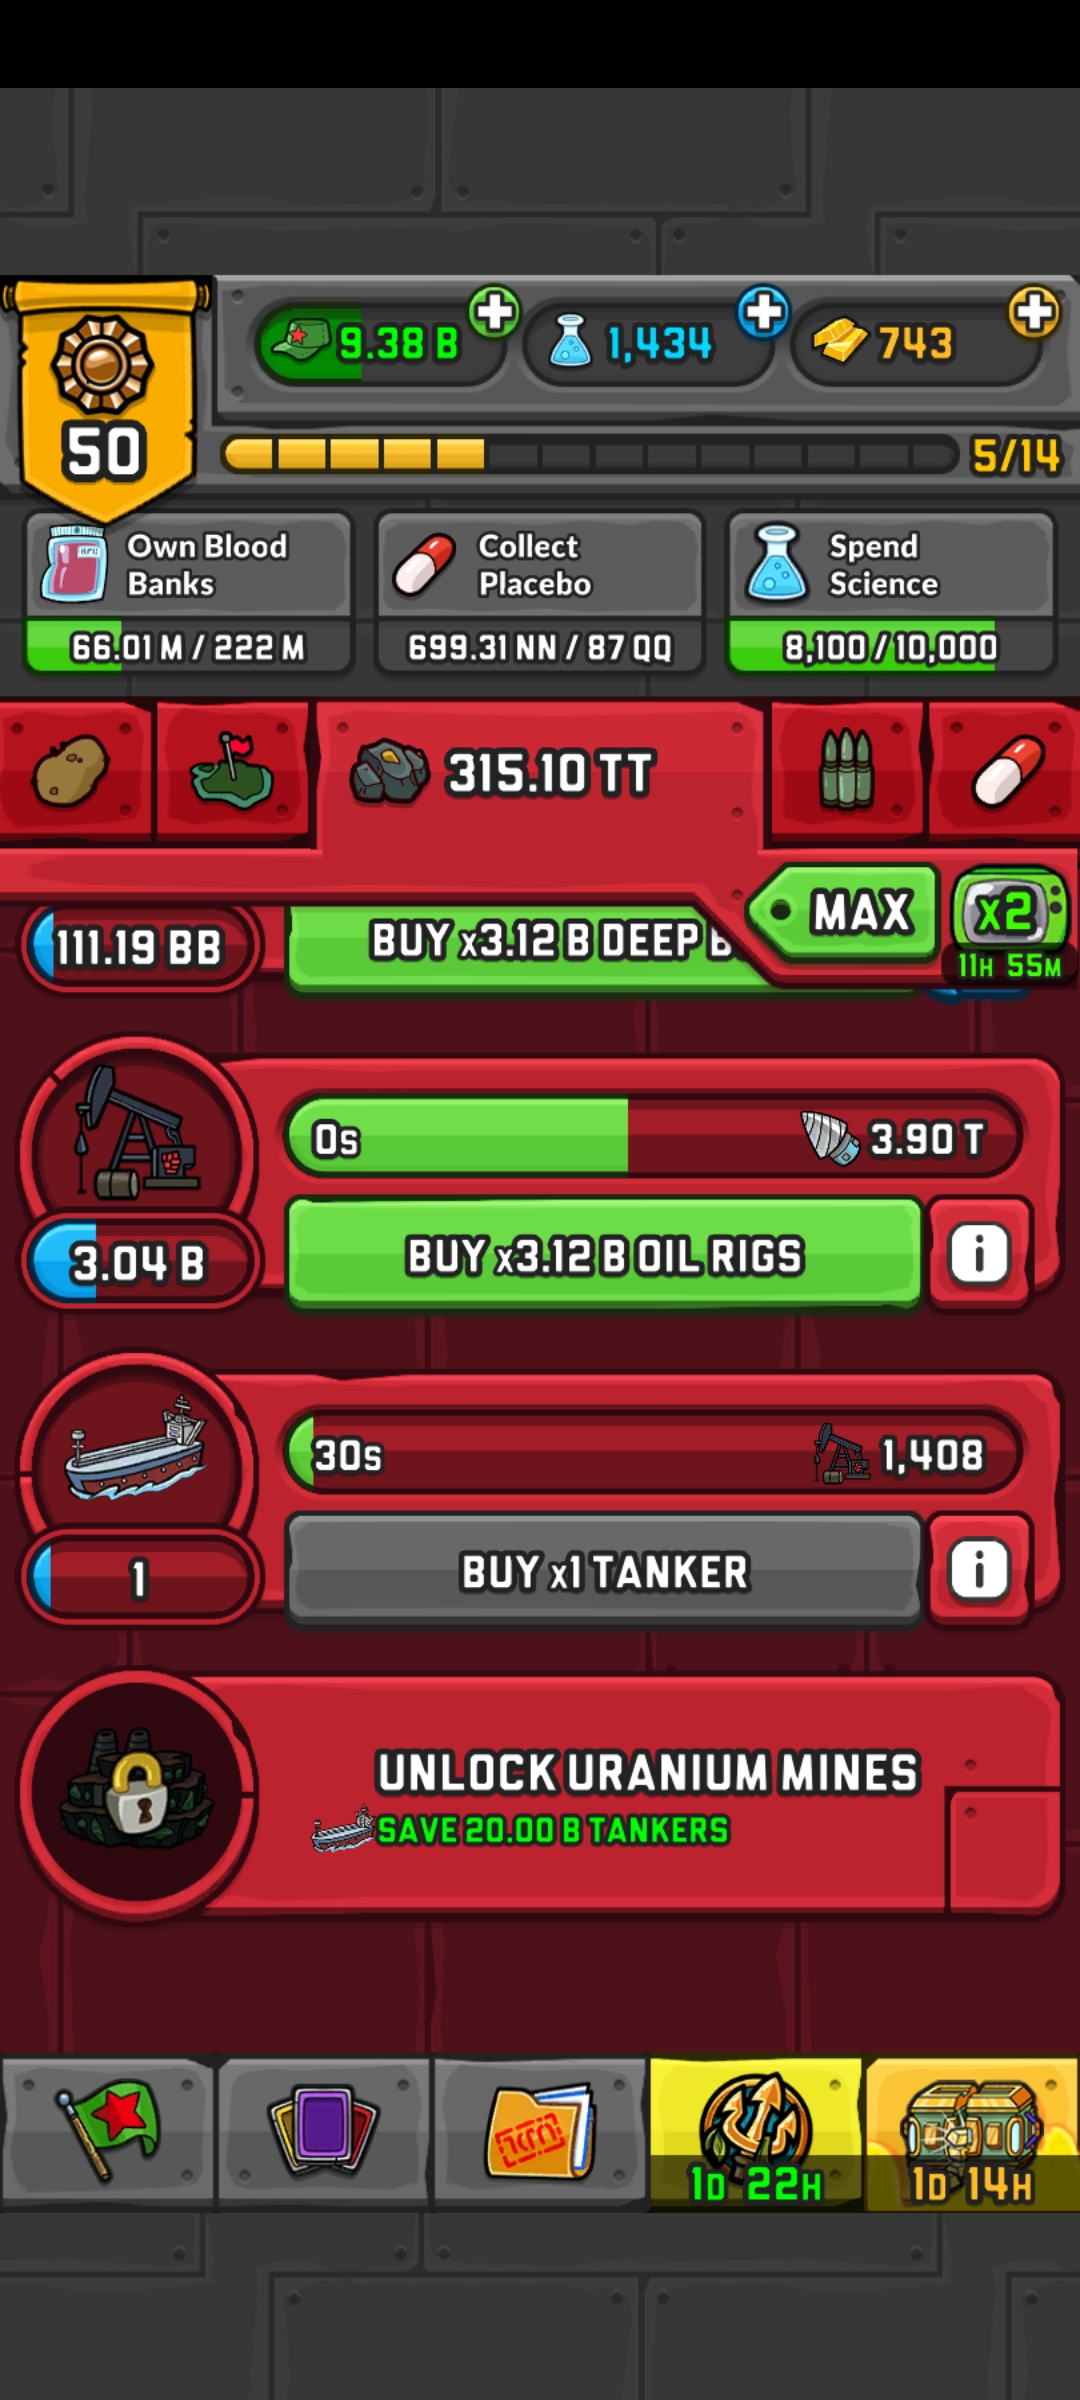 9.38 B
1,434
743
50
5/14
Own Blood
Banks
66.01 M / 222 M
Collect
Placebo
699.31 NN / 87 QQ
Spend
Science
8,100 / 10,000
315.10 TT
MAX
x2
11H 55M
111.19 BB
BUY x3.12 B DEEP
0s
3.90 T
3.04 B
BUY x3.12 B OIL RIGS
i
30s
1,408
1
BUY x1 TANKER
i
UNLOCK URANIUM MINES
SAVE 20.00 B TANKERS
1D 22H
1D 14H